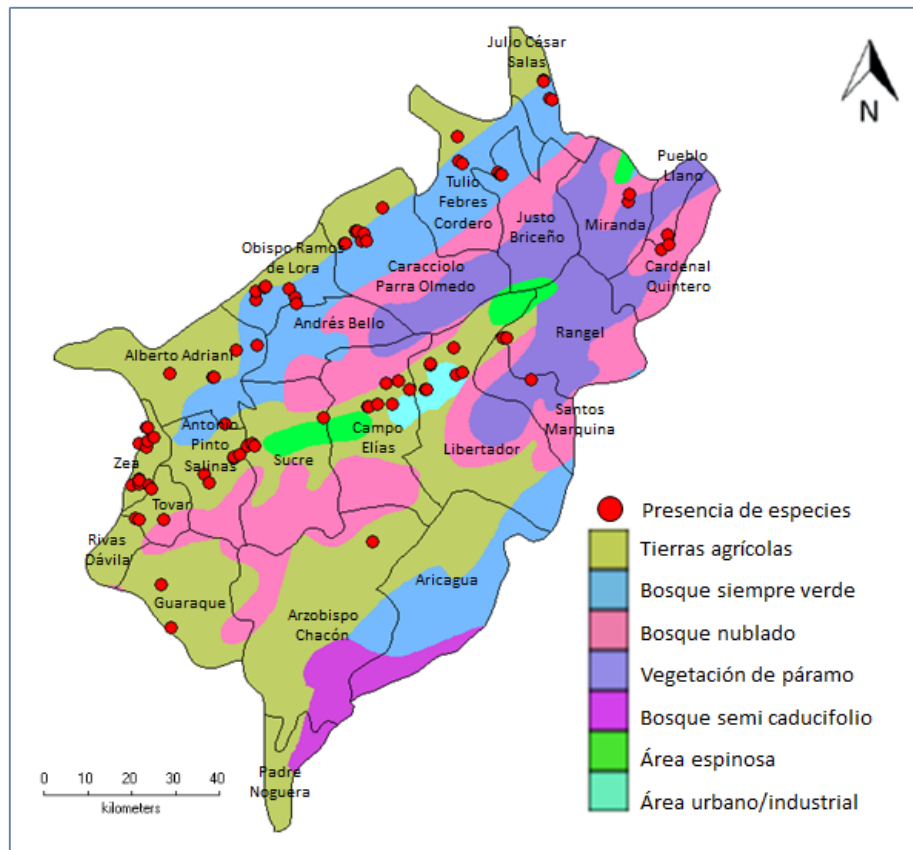 Julio César
Salas
N
Pueblo
Llano
Tulio
Febres
Cordero
Justo
Briceño
Miranda
Obispo Ramos
de Lora
Cardenal
Quintero
Caracciolo
Parra Olmedo
Andrés Bello
Rangel
Alberto Adriani
Santos
Marquina
Antonio
Pinto
Salinas
Campo
Elías
Libertador
Zea
Sucre
Tovar
Rivas
Dávila
Guaraque
Aricagua
Arzobispo
Chacón
Padre
Noguera
Presencia de especies
Tierras agrícolas
Bosque siempre verde
Bosque nublado
Vegetación de páramo
Bosque semi caducifolio
Área espinosa
Área urbano/industrial
0 10 20 30 40
kilometers